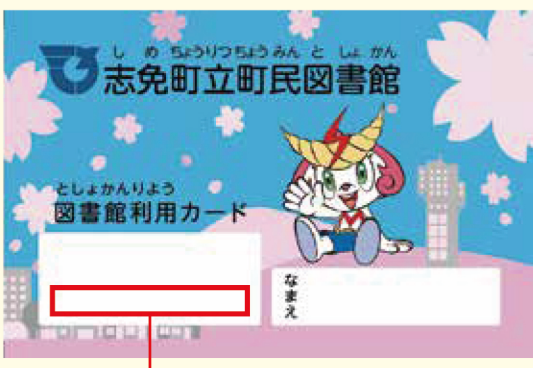 しめちょうりつちょうみんとしょかん
志免町立町民図書館
としょかんりよう
図書館利用カード
なまえ